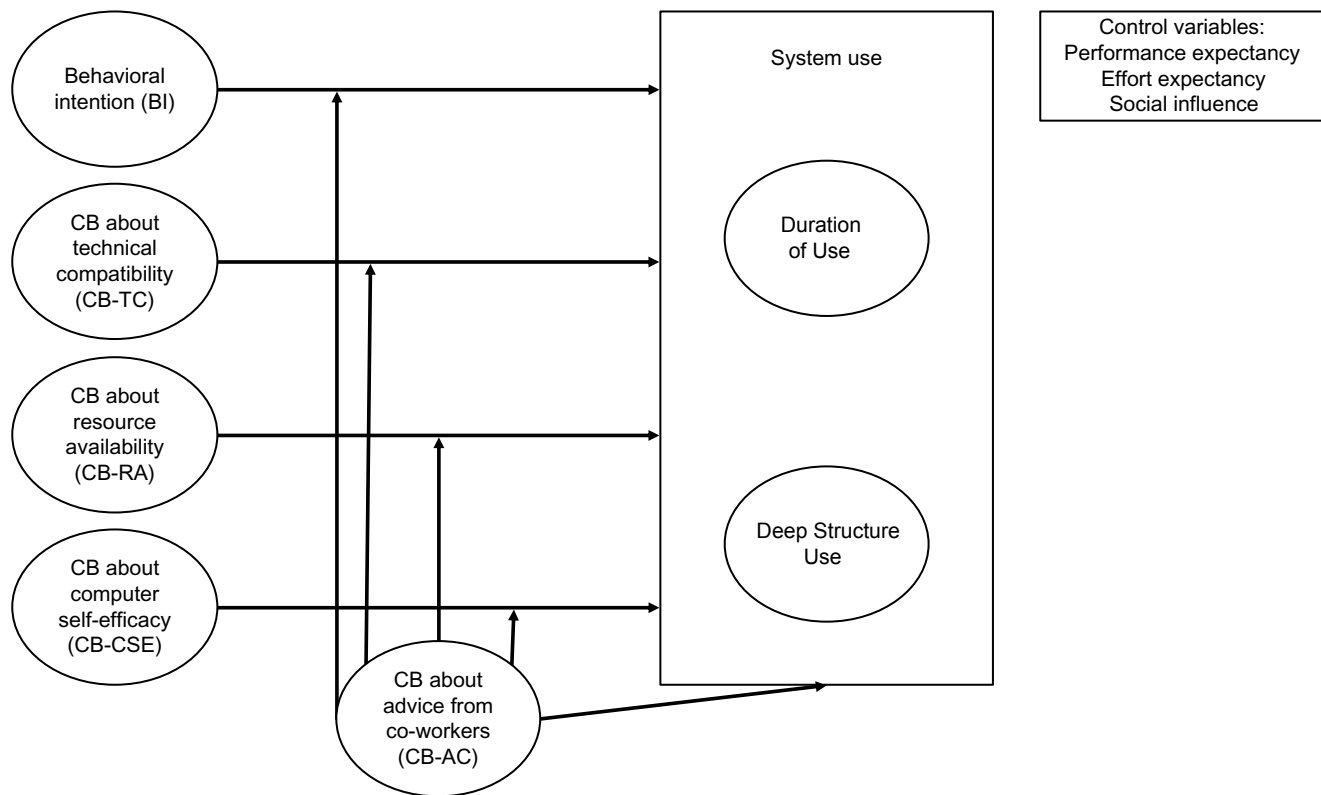 Behavioral
intention (BI)
CB about
technical
compatibility
(CB-TC)
CB about
resource
availability
(CB-RA)
CB about
computer
self-efficacy
(CB-CSE)
CB about
advice from
co-workers
(CB-AC)
System use
Duration
of Use
Deep Structure
Use
Control variables:
Performance expectancy
Effort expectancy
Social influence